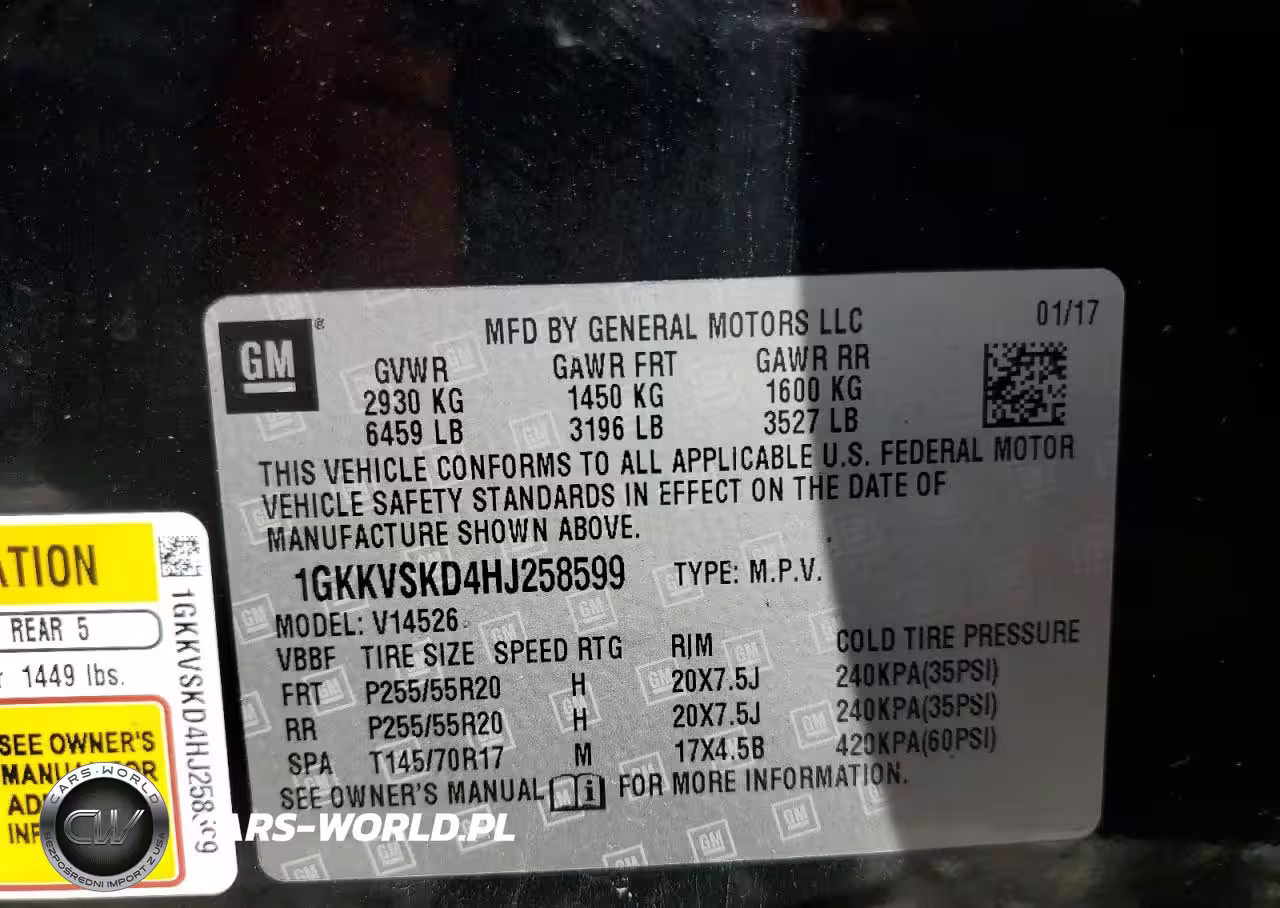 GM
®
MFD BY GENERAL MOTORS LLC
01/17
GVWR GAWR FRT GAWR RR
2930 KG 1450 KG 1600 KG
6459 LB 3196 LB 3527 LB
THIS VEHICLE CONFORMS TO ALL APPLICABLE U.S. FEDERAL MOTOR
VEHICLE SAFETY STANDARDS IN EFFECT ON THE DATE OF
MANUFACTURE SHOWN ABOVE.
1GKKVSKD4HJ258599 TYPE: M.P.V.
MODEL: V14526
VBBF TIRE SIZE SPEED RTG RIM COLD TIRE PRESSURE
FRT P255/55R20 H 20X7.5J 240KPA(35PSI)
RR P255/55R20 H 20X7.5J 240KPA(35PSI)
SPA T145/70R17 M 17X4.5B 420KPA(60PSI)
SEE OWNER'S MANUAL i FOR MORE INFORMATION.
ATION
REAR 5
r 1449 lbs.
SEE OWNER'S
1GKKVSKD4HJ258
CARS-WORLD
CW
BEZPOŚREDNI IMPORT Z USA
CARS-WORLD.PL